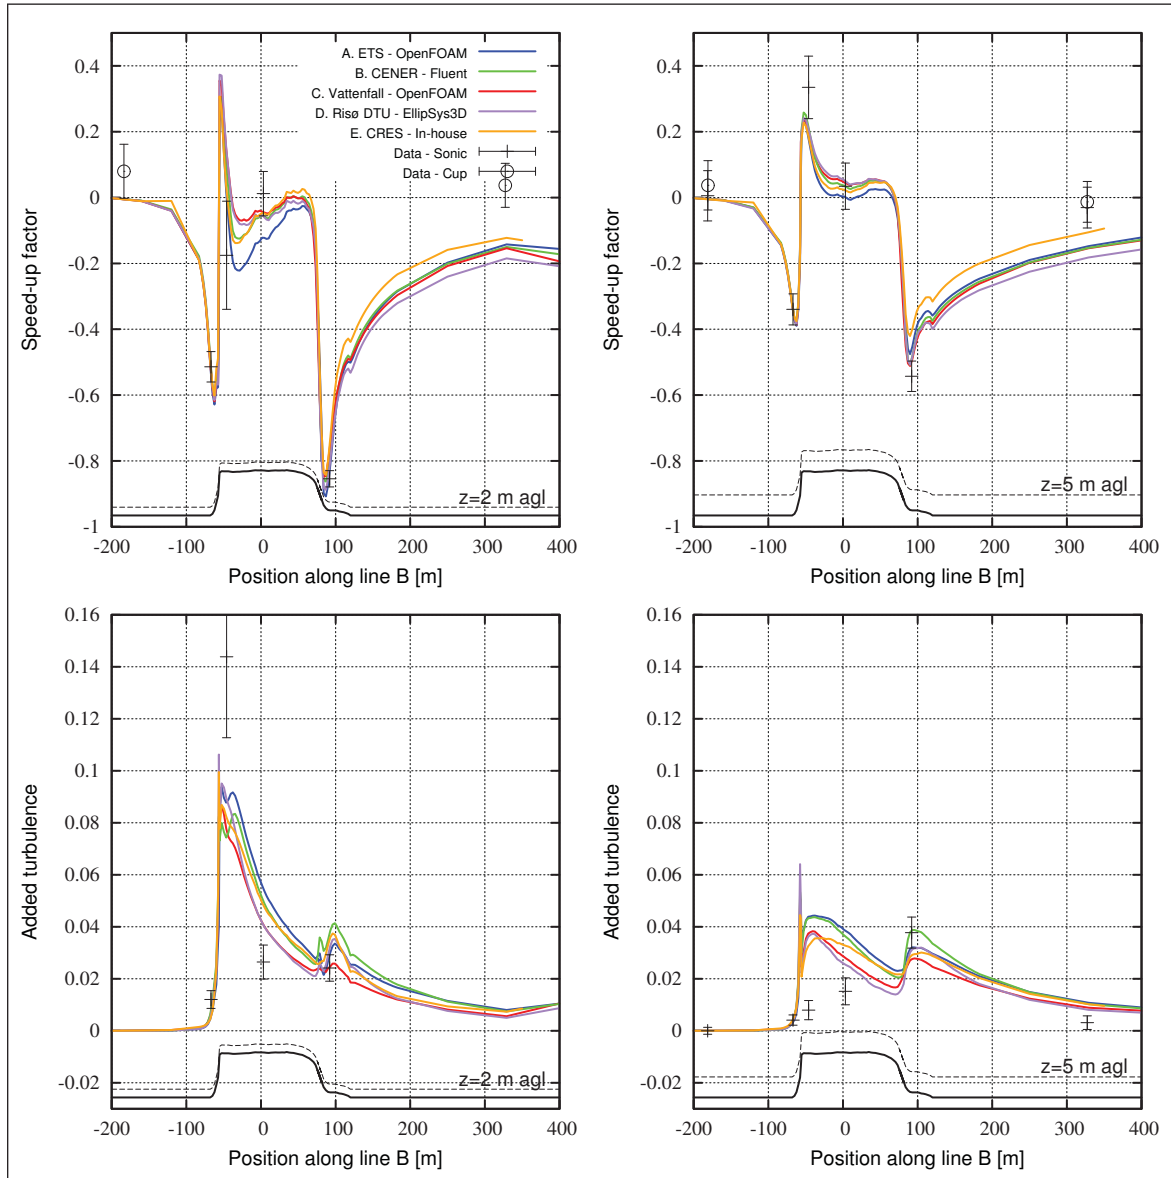 0.4
0.2
0
-0.2
-0.4
-0.6
-0.8
-1
Speed-up factor
A. ETS - OpenFOAM
B. CENER - Fluent
C. Vattenfall - OpenFOAM
D. Risø DTU - EllipSys3D
E. CRES - In-house
Data - Sonic
Data - Cup
z=2 m agl
-200 -100 0 100 200 300 400
Position along line B [m]
0.4
0.2
0
-0.2
-0.4
-0.6
-0.8
-1
Speed-up factor
z=5 m agl
-200 -100 0 100 200 300 400
Position along line B [m]
0.16
0.14
0.12
0.1
0.08
0.06
0.04
0.02
0
-0.02
Added turbulence
z=2 m agl
-200 -100 0 100 200 300 400
Position along line B [m]
0.16
0.14
0.12
0.1
0.08
0.06
0.04
0.02
0
-0.02
Added turbulence
z=5 m agl
-200 -100 0 100 200 300 400
Position along line B [m]